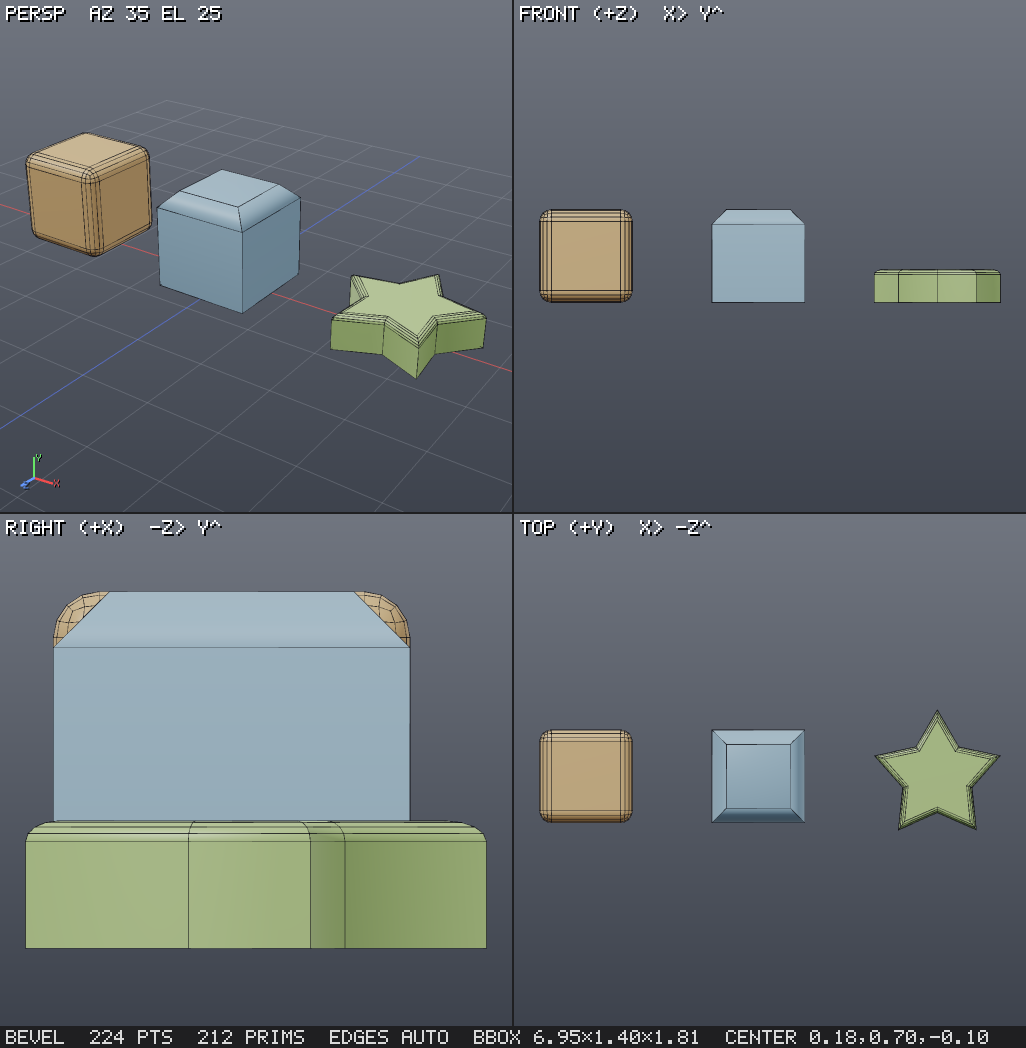 PERSP  AZ 35 EL 25
FRONT (+Z)  X> Y^
Y
X
Z
RIGHT (+X)  -Z> Y^
TOP (+Y)  X> -Z^
BEVEL  224 PTS  212 PRIMS  EDGES AUTO  BBOX 6.95×1.40×1.81  CENTER 0.18,0.70,-0.10